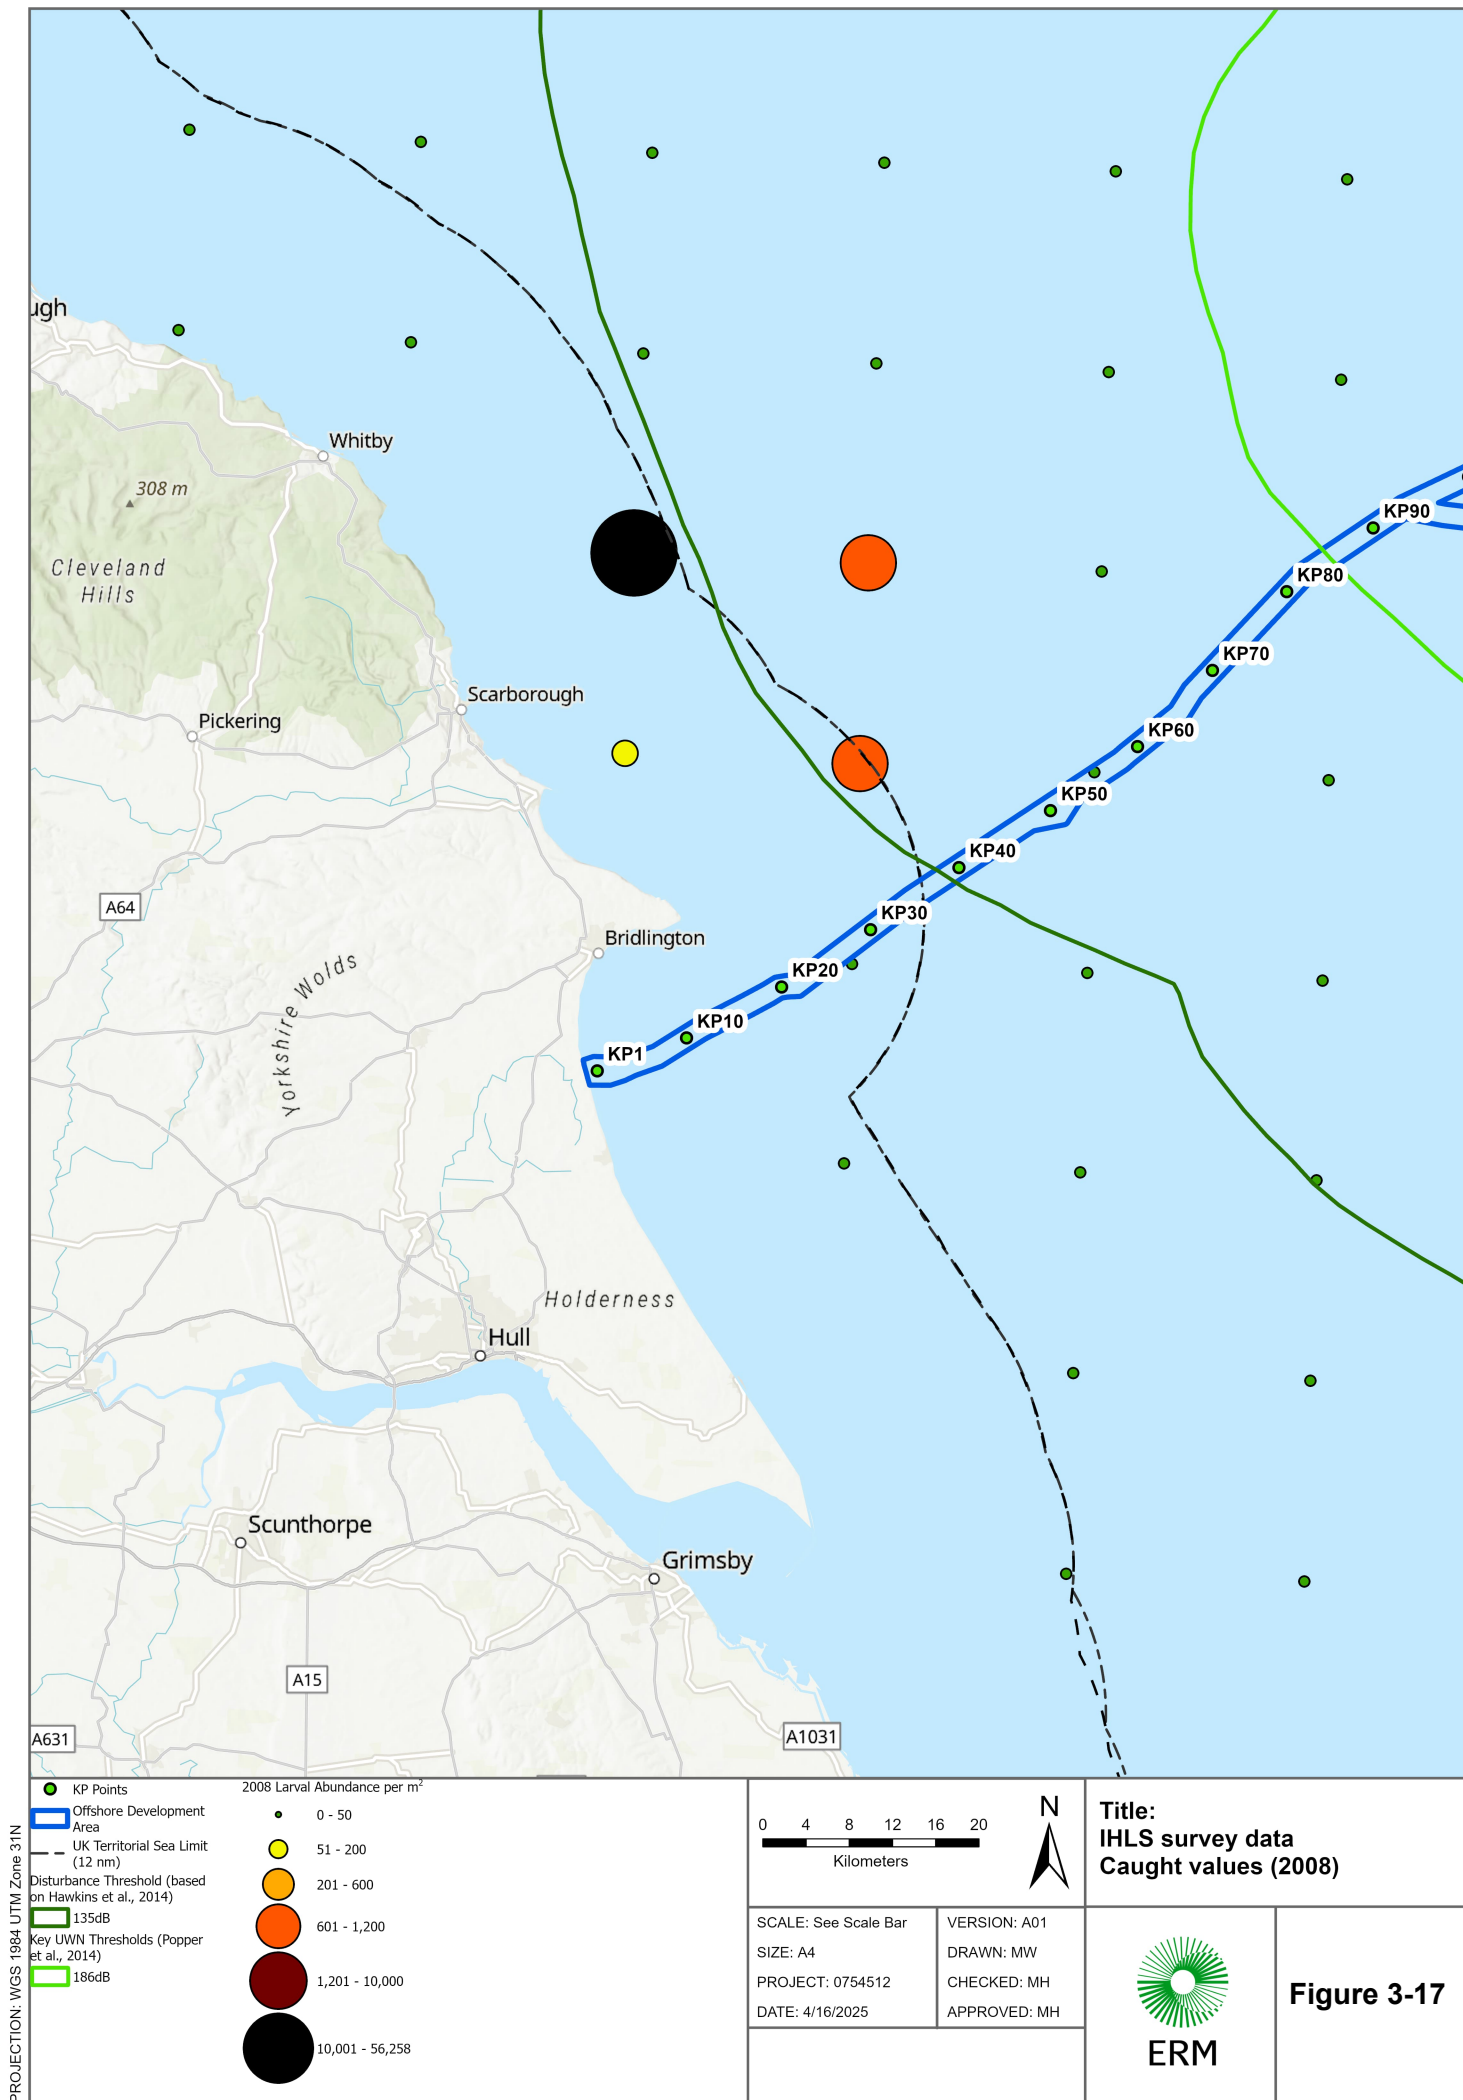 ugh
Whitby
308 m
Cleveland
Hills
Scarborough
Pickering
KP90
KP80
KP70
KP60
KP50
KP40
KP30
KP20
KP10
KP1
A64
Bridlington
Yorkshire Wolds
Holderness
Hull
Scunthorpe
Grimsby
A15
A631
A1031
PROJECTION: WGS 1984 UTM Zone 31N
KP Points
Offshore Development
Area
UK Territorial Sea Limit
(12 nm)
Disturbance Threshold (based
on Hawkins et al., 2014)
135dB
Key UWN Thresholds (Popper
et al., 2014)
186dB
2008 Larval Abundance per m²
0 - 50
51 - 200
201 - 600
601 - 1,200
1,201 - 10,000
10,001 - 56,258
0 4 8 12 16 20
Kilometers
N
SCALE: See Scale Bar
SIZE: A4
PROJECT: 0754512
DATE: 4/16/2025
VERSION: A01
DRAWN: MW
CHECKED: MH
APPROVED: MH
Title:
IHLS survey data
Caught values (2008)
ERM
Figure 3-17